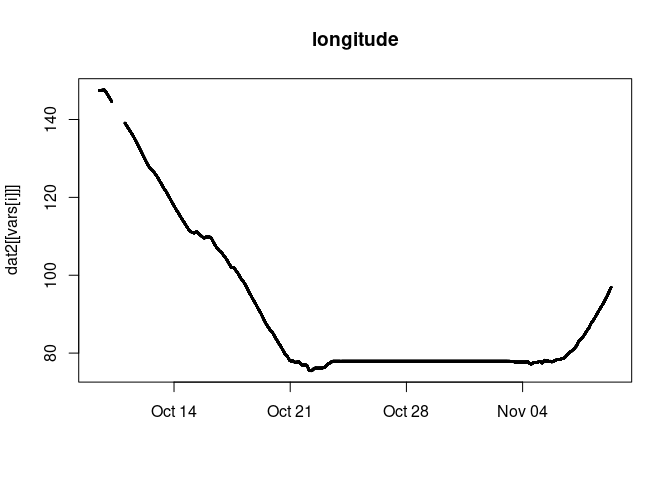 longitude
dat2[[vars[i]]]
140
120
100
80
Oct 14
Oct 21
Oct 28
Nov 04